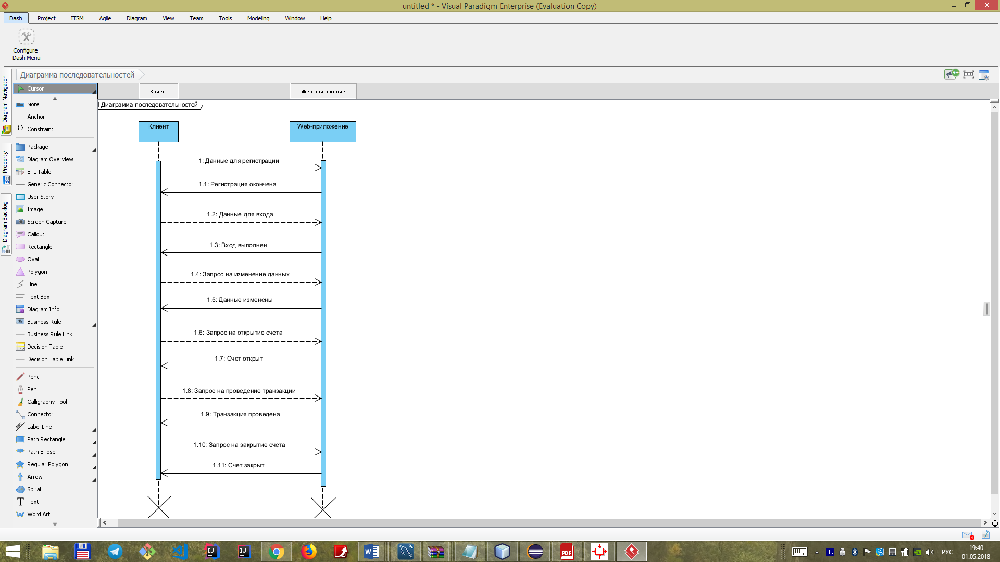 untitled * - Visual Paradigm Enterprise (Evaluation Copy)
Dash Project ITSM Agile Diagram View Team Tools Modeling Window Help
Configure
Dash Menu
Диаграмма последовательностей
9+
Diagram Navigator
Property
Diagram Backlog
Cursor
Note
Anchor
Constraint
Package
Diagram Overview
ETL Table
Generic Connector
User Story
Image
Screen Capture
Callout
Rectangle
Oval
Polygon
Line
Text Box
Diagram Info
Business Rule
Business Rule Link
Decision Table
Decision Table Link
Pencil
Pen
Calligraphy Tool
Connector
Label Line
Path Rectangle
Path Ellipse
Regular Polygon
Arrow
Spiral
Text
Word Art
Клиент Web-приложение
Диаграмма последовательностей
Клиент Web-приложение
1: Данные для регистрации
1.1: Регистрация окончена
1.2: Данные для входа
1.3: Вход выполнен
1.4: Запрос на изменение данных
1.5: Данные изменены
1.6: Запрос на открытие счета
1.7: Счет открыт
1.8: Запрос на проведение транзакции
1.9: Транзакция проведена
1.10: Запрос на закрытие счета
1.11: Счет закрыт
4
IJ IJ W PDF
Ru РУС
19:40
01.05.2018